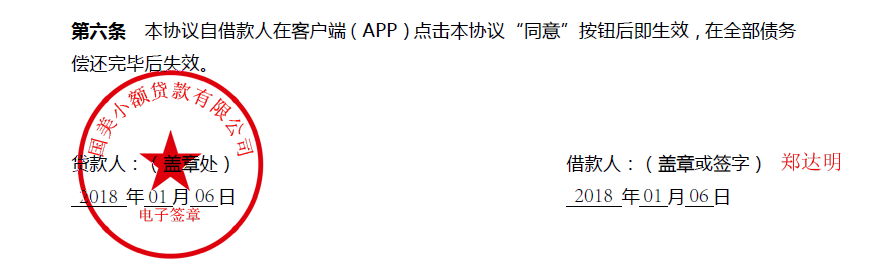 第六条 本协议自借款人在客户端（APP）点击本协议“同意”按钮后即生效，在全部债务
偿还完毕后失效。
国美小额贷款有限公司
贷款人：（盖章处）
借款人：（盖章或签字） 郑达明
2018 年 01 月 06 日
2018 年 01 月 06 日
电子签章